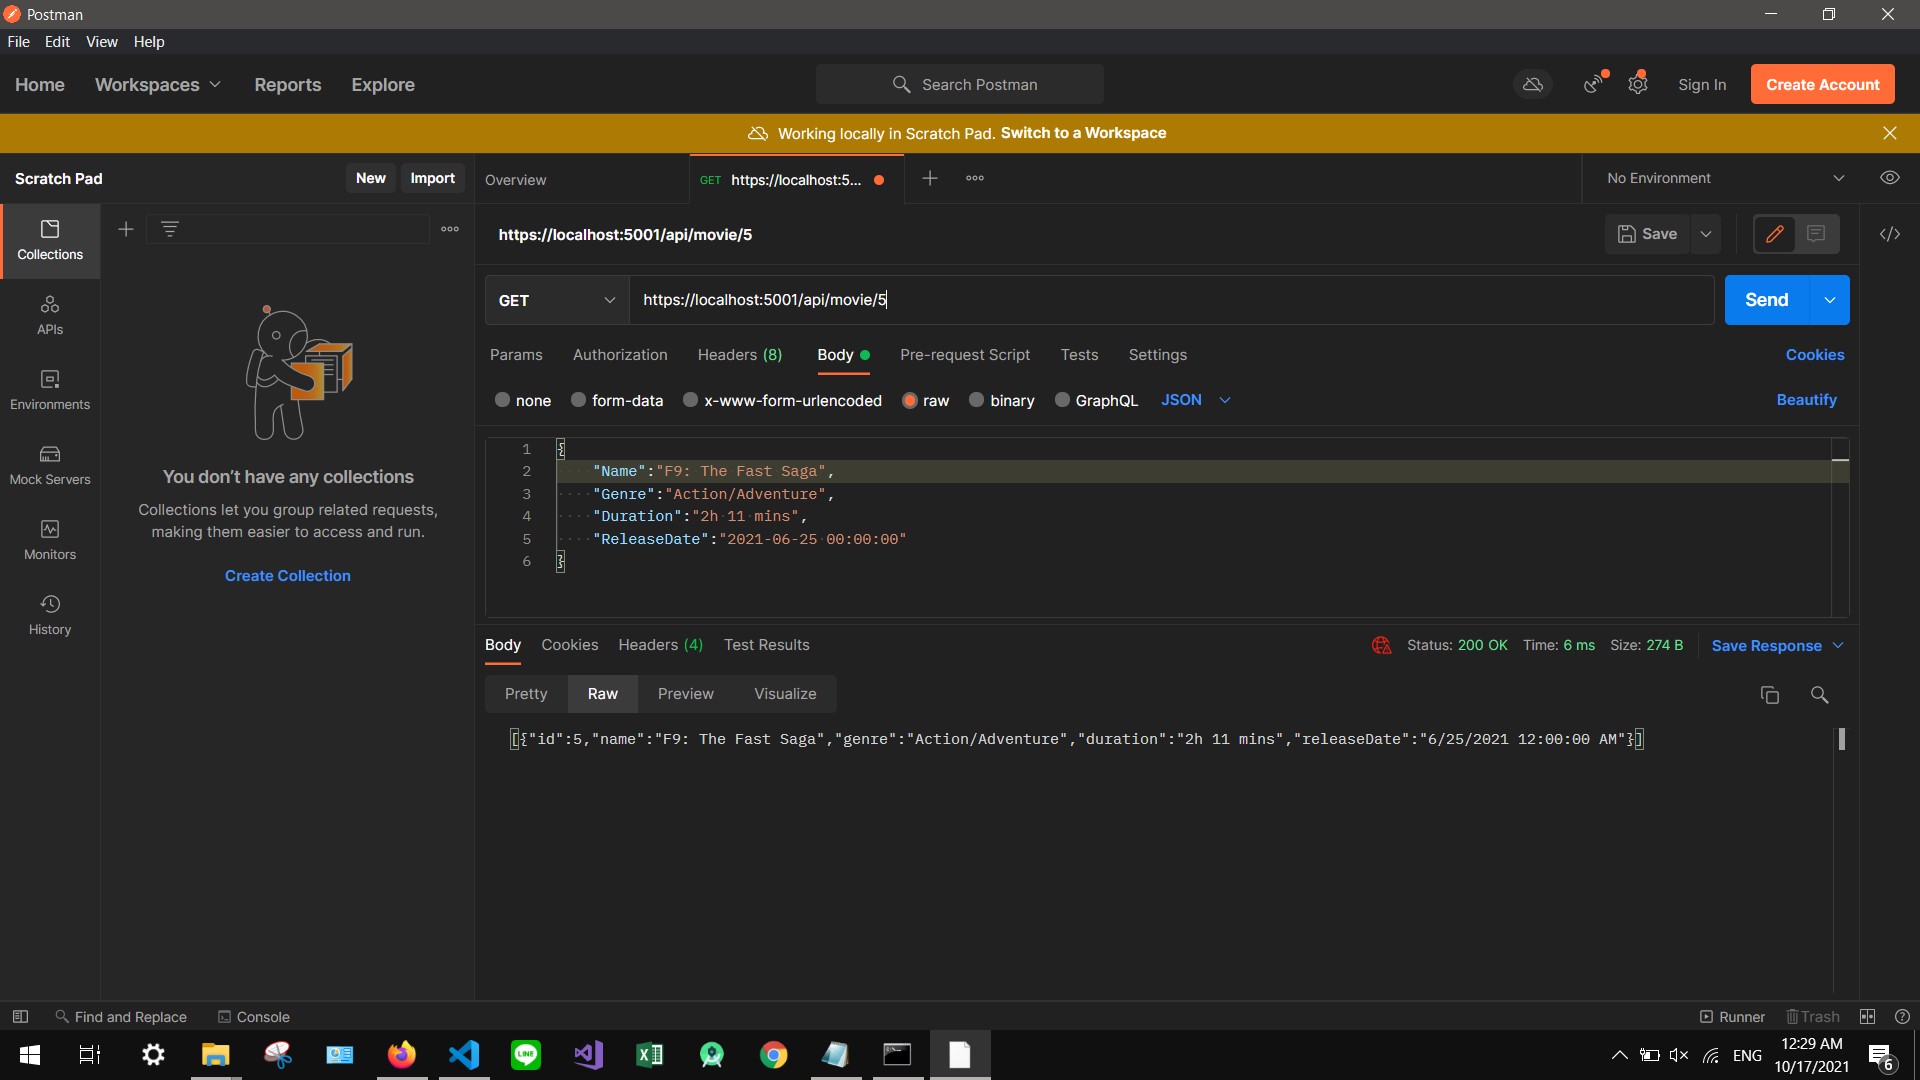 Postman
File Edit View Help
Home Workspaces Reports Explore Search Postman Sign In Create Account
Working locally in Scratch Pad. Switch to a Workspace
Scratch Pad New Import Overview GET https://localhost:5... No Environment
Collections
APIs
Environments
Mock Servers
Monitors
History
You don’t have any collections
Collections let you group related requests,
making them easier to access and run.
Create Collection
https://localhost:5001/api/movie/5 Save
GET https://localhost:5001/api/movie/5 Send
Params Authorization Headers (8) Body Pre-request Script Tests Settings Cookies
none form-data x-www-form-urlencoded raw binary GraphQL JSON Beautify
1 {
2 "Name":"F9: The Fast Saga",
3 "Genre":"Action/Adventure",
4 "Duration":"2h 11 mins",
5 "ReleaseDate":"2021-06-25 00:00:00"
6 }
Body Cookies Headers (4) Test Results Status: 200 OK Time: 6 ms Size: 274 B Save Response
Pretty Raw Preview Visualize
[{"id":5,"name":"F9: The Fast Saga","genre":"Action/Adventure","duration":"2h 11 mins","releaseDate":"6/25/2021 12:00:00 AM"}]
Find and Replace Console Runner Trash
LINE ENG 12:29 AM
10/17/2021 6